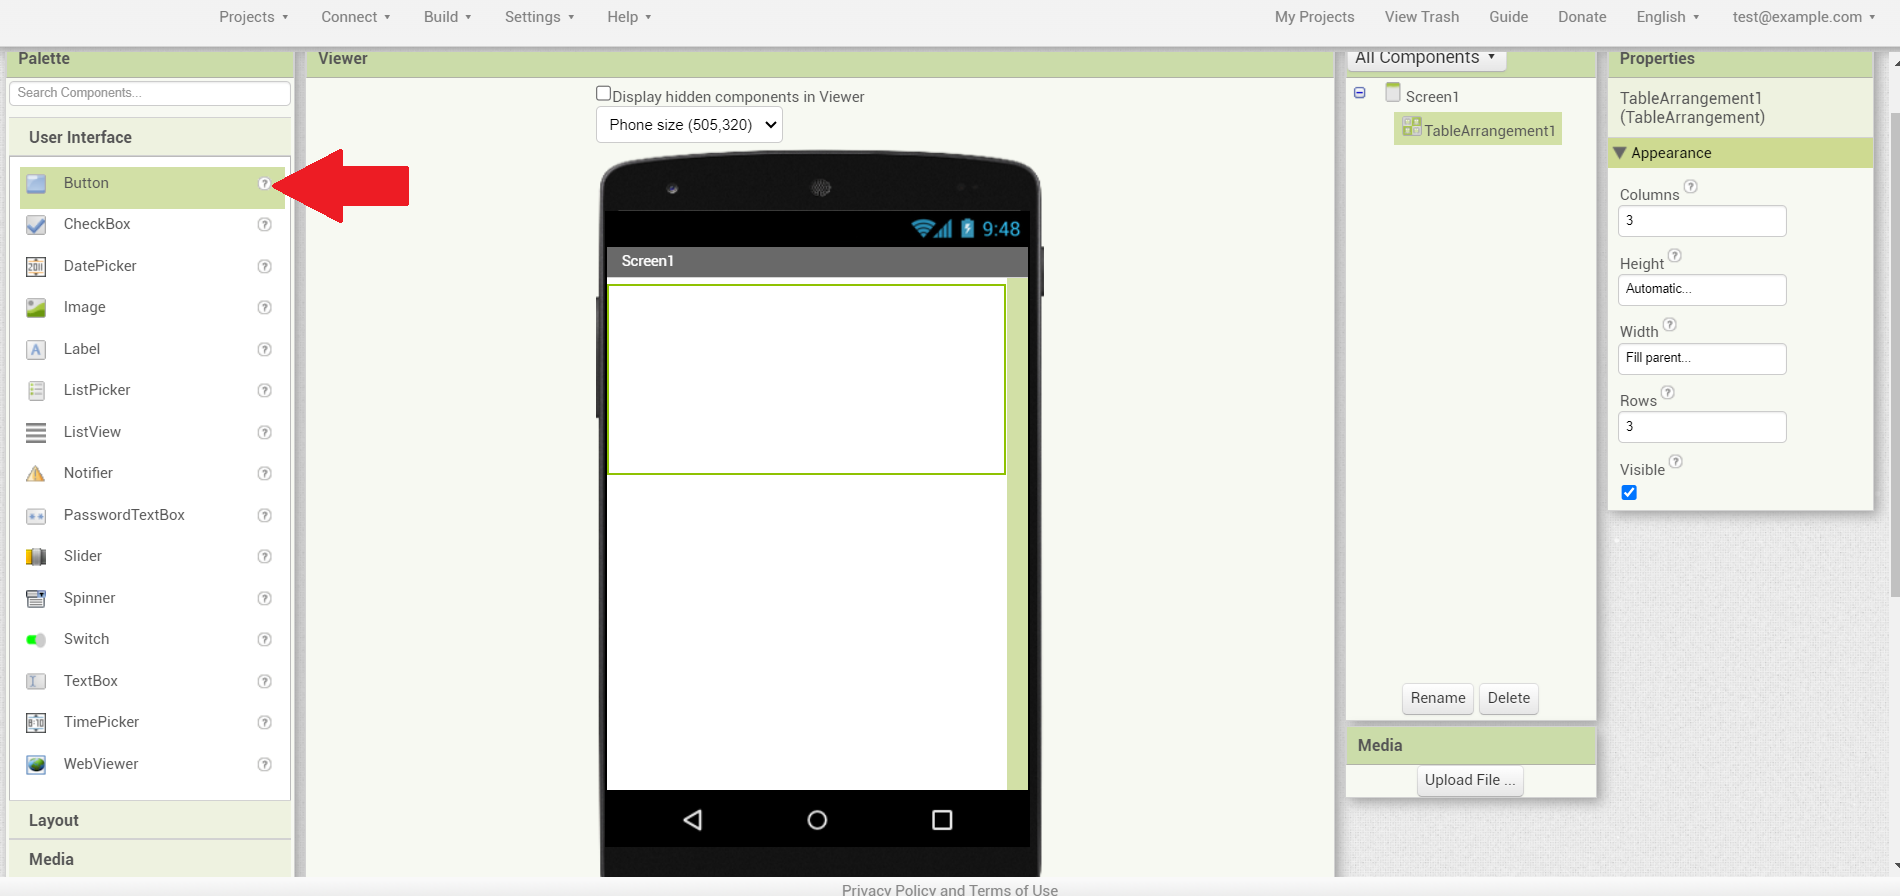 Projects ▾ Connect ▾ Build ▾ Settings ▾ Help ▾ My Projects View Trash Guide Donate English ▾ test@example.com ▾
Palette
Search Components...
User Interface
Button ?
CheckBox ?
DatePicker ?
Image ?
Label ?
ListPicker ?
ListView ?
Notifier ?
PasswordTextBox ?
Slider ?
Spinner ?
Switch ?
TextBox ?
TimePicker ?
WebViewer ?
Layout
Media
Viewer
Display hidden components in Viewer
Phone size (505,320)
9:48
Screen1
All Components ▾
Screen1
TableArrangement1
Rename Delete
Media
Upload File ...
Properties
TableArrangement1
(TableArrangement)
Appearance
Columns ?
3
Height ?
Automatic...
Width ?
Fill parent...
Rows ?
3
Visible ?
Privacy Policy and Terms of Use